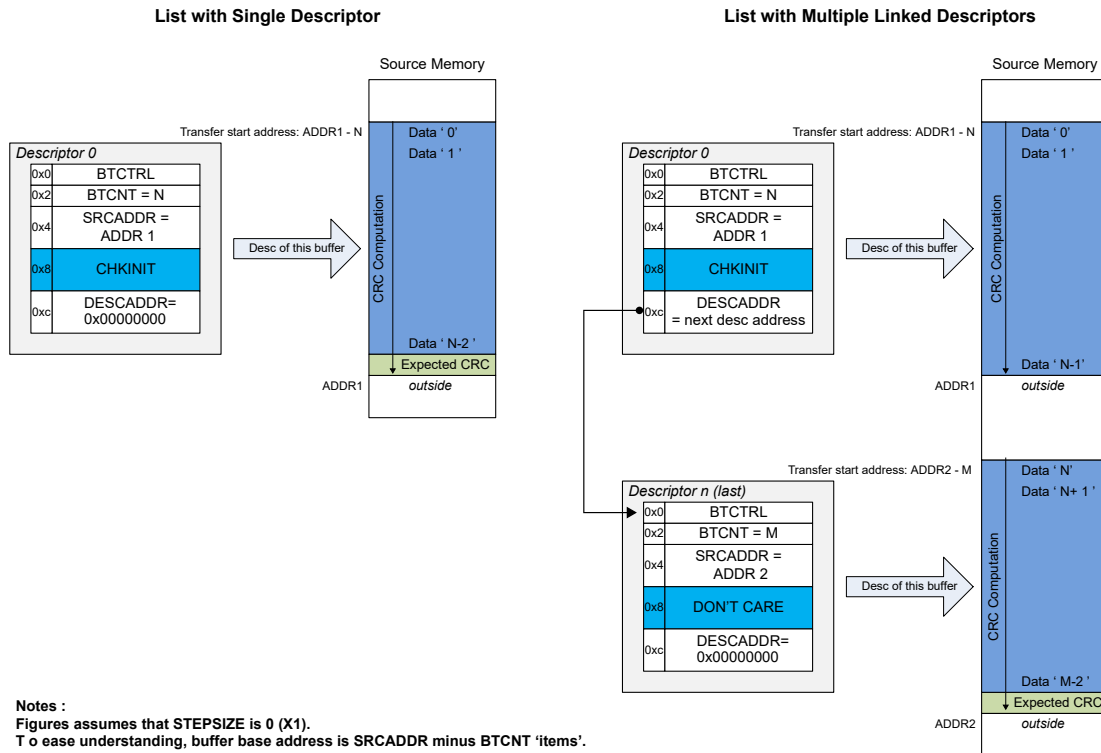 List with Single Descriptor
Source Memory
Transfer start address: ADDR1 - N
Data ‘ 0’
Data ‘ 1 ’
Descriptor 0
0x0 BTCTRL
0x2 BTCNT = N
0x4 SRCADDR =
ADDR 1
0x8 CHKINIT
0xc DESCADDR=
0x00000000
Desc of this buffer
CRC Computation
Data ‘ N-2 ’
Expected CRC
ADDR1
outside
List with Multiple Linked Descriptors
Source Memory
Transfer start address: ADDR1 - N
Data ‘ 0’
Data ‘ 1 ’
Descriptor 0
0x0 BTCTRL
0x2 BTCNT = N
0x4 SRCADDR =
ADDR 1
0x8 CHKINIT
0xc DESCADDR
= next desc address
Desc of this buffer
CRC Computation
Data ‘ N-1’
ADDR1
outside
Transfer start address: ADDR2 - M
Data ‘ N’
Data ‘ N+ 1 ’
Descriptor n (last)
0x0 BTCTRL
0x2 BTCNT = M
0x4 SRCADDR =
ADDR 2
0x8 DON’T CARE
0xc DESCADDR=
0x00000000
Desc of this buffer
CRC Computation
Data ‘ M-2 ’
Expected CRC
ADDR2
outside
Notes :
Figures assumes that STEPSIZE is 0 (X1).
T o ease understanding, buffer base address is SRCADDR minus BTCNT ‘items’.